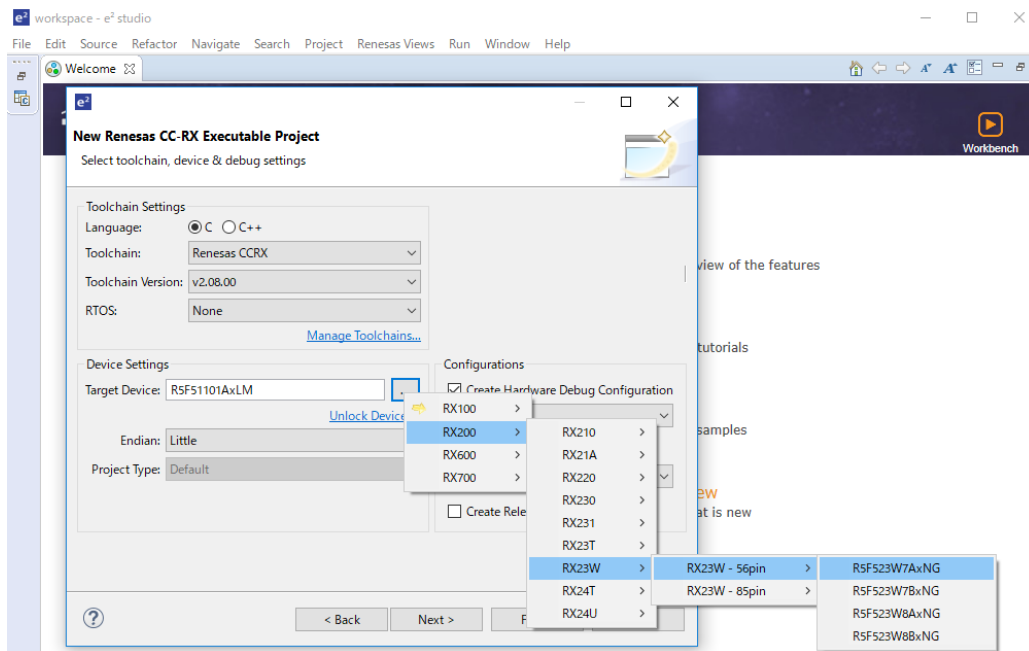 workspace - e² studio
File Edit Source Refactor Navigate Search Project Renesas Views Run Window Help
Welcome
e²
New Renesas CC-RX Executable Project
Select toolchain, device & debug settings
Workbench
Toolchain Settings
Language: C C++
Toolchain: Renesas CCRX
Toolchain Version: v2.08.00
RTOS: None
Manage Toolchains...
view of the features
tutorials
samples
at is new
Device Settings
Target Device: R5F51101AxLM
Unlock Device
Endian: Little
Project Type: Default
Configurations
Create Hardware Debug Configuration
Create Rele
RX100
RX200
RX600
RX700
RX210
RX21A
RX220
RX230
RX231
RX23T
RX23W
RX24T
RX24U
RX23W - 56pin
RX23W - 85pin
R5F523W7AxNG
R5F523W7BxNG
R5F523W8AxNG
R5F523W8BxNG
? < Back Next > F